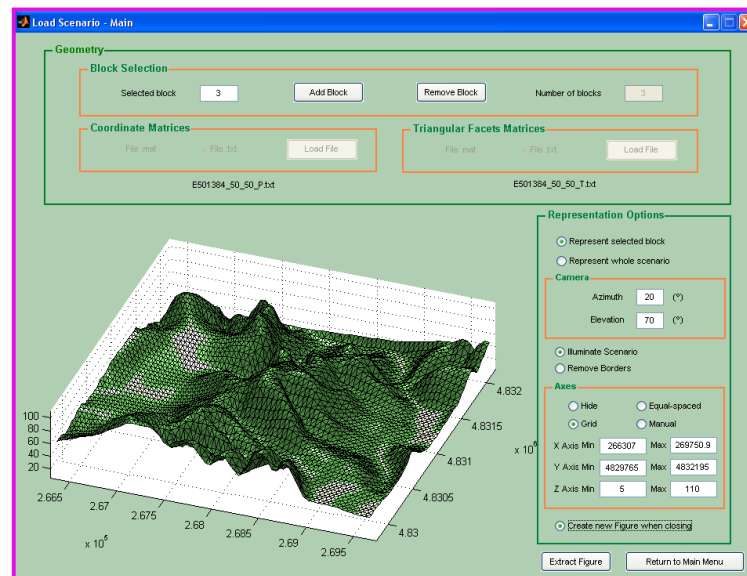 Load Scenario - Main
Geometry
Block Selection
Selected block 3 Add Block Remove Block Number of blocks 3
Coordinate Matrices
File .mat File .txt Load File
Triangular Facets Matrices
File .mat File .txt Load File
E501384_50_50_P.txt
E501384_50_50_T.txt
Representation Options
Represent selected block
Represent whole scenario
Camera
Azimuth 20 (º)
Elevation 70 (º)
Illuminate Scenario
Remove Borders
Axes
Hide Equal-spaced
Grid Manual
X Axis Min 266307 Max 269750.9
Y Axis Min 4829765 Max 4832195
Z Axis Min 5 Max 110
Create new Figure when closing
Extract Figure Return to Main Menu
100
80
60
40
20
2.665
2.67
2.675
2.68
2.685
2.69
2.695
x 10⁵
4.832
4.8315
4.831
4.8305
4.83
x 10⁶